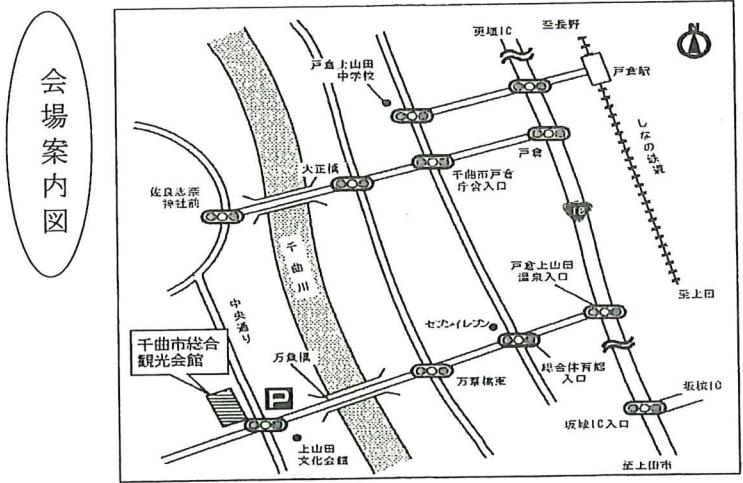 会場案内図
至長野
更埴IC
戸倉駅
戸倉上山田
中学校
しなの鉄道
戸倉
大正橋
千曲市戸倉
庁舎入口
佐良志奈
神社前
18
千曲川
戸倉上山田
温泉入口
至上田
中央通り
セブンイレブン
千曲市総合
観光会館
万葉橋
総合体育館
入口
万葉橋東
坂城IC
P
坂城IC入口
上山田
文化会館
至上田市